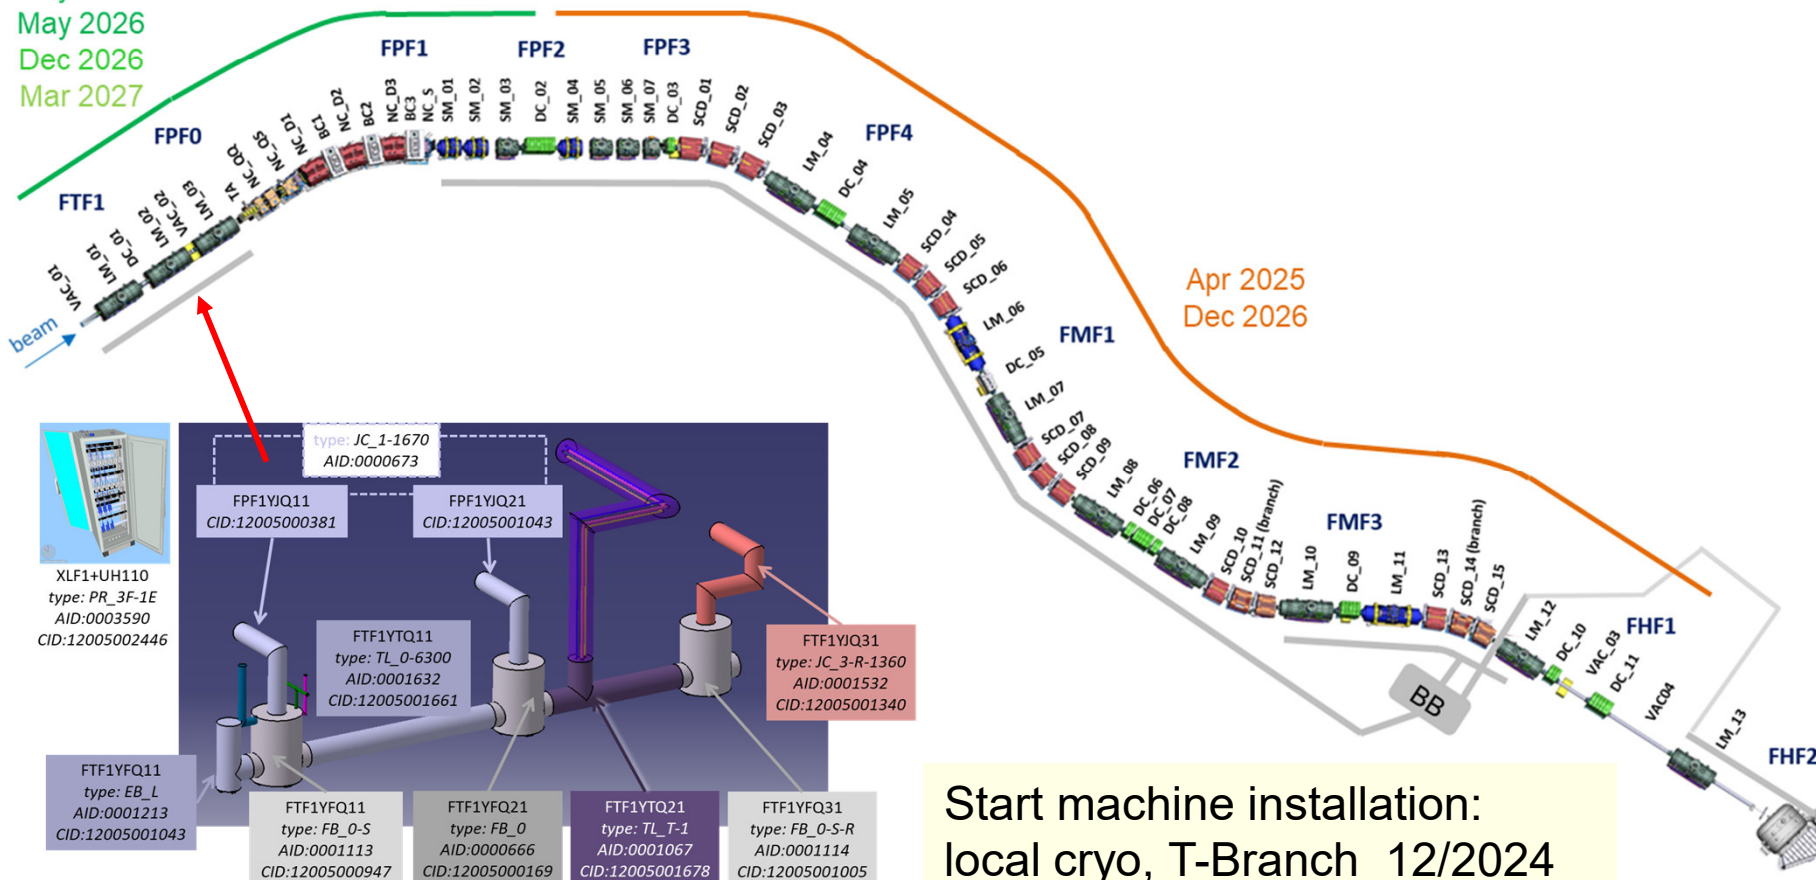 May 2026
Dec 2026
Mar 2027
FTF1
FPF0
FPF1
FPF2
FPF3
FPF4
FMF1
FMF2
FMF3
FHF1
FHF2
beam
VAC_01
LM_01
DC_01
LM_02
VAC_02
LM_03
TA
NC_QQ
NC_QS
NC_D1
BC1
NC_D2
BC2
NC_D3
BC3
NC_S
SM_01
SM_02
SM_03
DC_02
SM_04
SM_05
SM_06
SM_07
DC_03
SCD_01
SCD_02
SCD_03
LM_04
DC_04
LM_05
SCD_04
SCD_05
SCD_06
LM_06
DC_05
LM_07
SCD_07
SCD_08
SCD_09
LM_08
DC_06
DC_07
DC_08
LM_09
SCD_10
SCD_11 (branch)
SCD_12
LM_10
DC_09
LM_11
SCD_13
SCD_14 (branch)
SCD_15
LM_12
DC_10
VAC_03
DC_11
VAC04
LM_13
BB
Apr 2025
Dec 2026
type: JC_1-1670
AID:0000673
FPF1YJQ11
CID:12005000381
FPF1YJQ21
CID:12005001043
XLF1+UH110
type: PR_3F-1E
AID:0003590
CID:12005002446
FTF1YTQ11
type: TL_0-6300
AID:0001632
CID:12005001661
FTF1YJQ31
type: JC_3-R-1360
AID:0001532
CID:12005001340
FTF1YFQ11
type: EB_L
AID:0001213
CID:12005001043
FTF1YFQ11
type: FB_0-S
AID:0001113
CID:12005000947
FTF1YFQ21
type: FB_0
AID:0000666
CID:12005000169
FTF1YTQ21
type: TL_T-1
AID:0001067
CID:12005001678
FTF1YFQ31
type: FB_0-S-R
AID:0001114
CID:12005001005
Start machine installation:
local cryo, T-Branch 12/2024